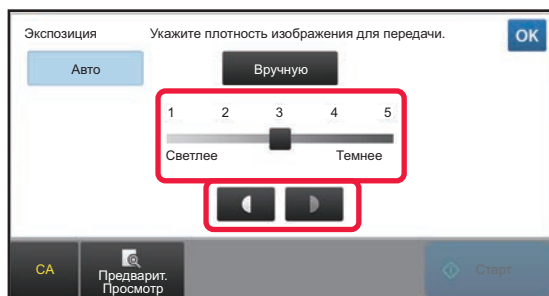 Экспозиция Укажите плотность изображения для передачи. OK
Авто Вручную
1 2 3 4 5
Светлее Темнее
CA Предварит. Просмотр Старт